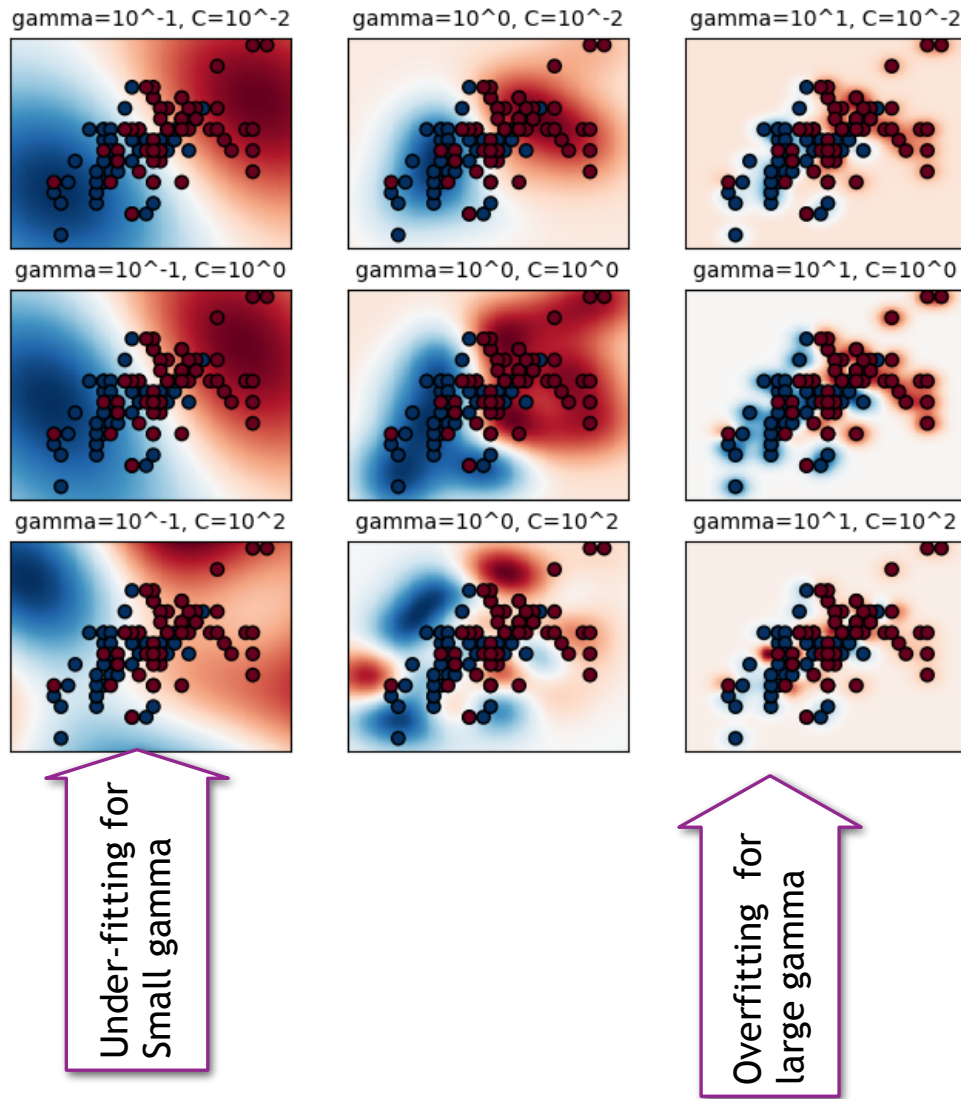 gamma=10^-1, C=10^-2
gamma=10^0, C=10^-2
gamma=10^1, C=10^-2
gamma=10^-1, C=10^0
gamma=10^0, C=10^0
gamma=10^1, C=10^0
gamma=10^-1, C=10^2
gamma=10^0, C=10^2
gamma=10^1, C=10^2
Under-fitting for
Small gamma
Overfitting for
large gamma